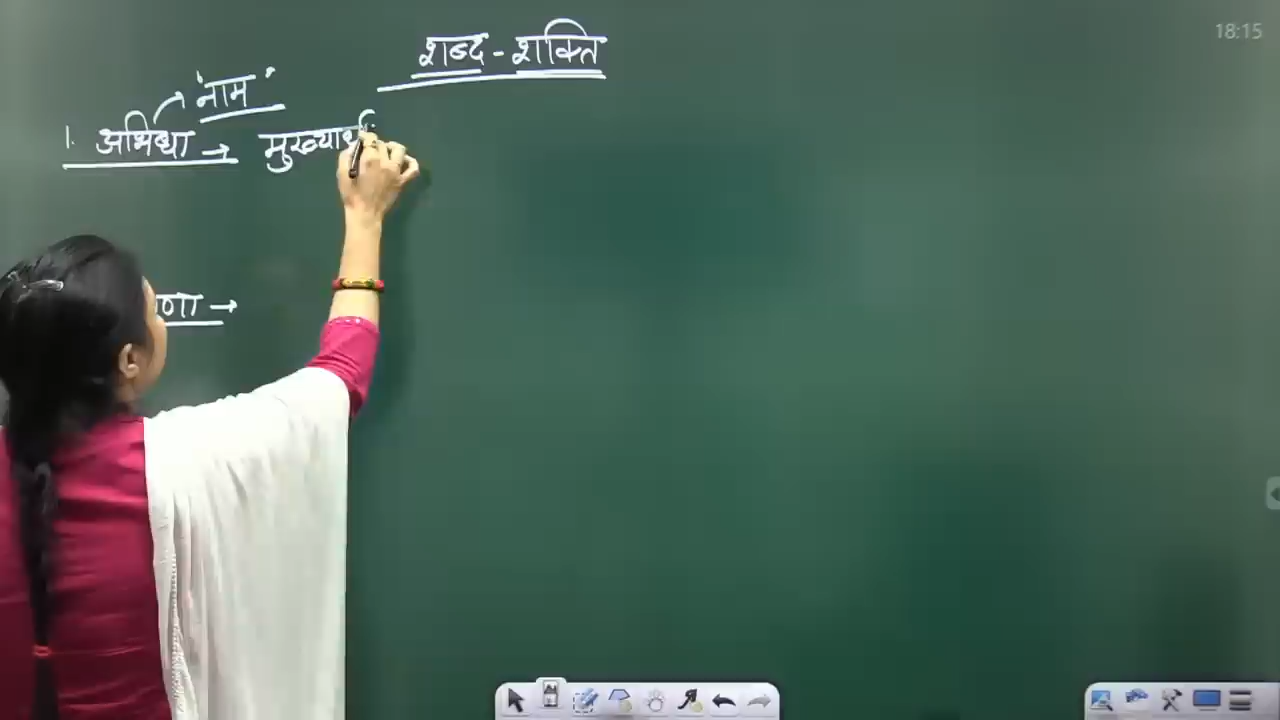 18:15
शब्द - शक्ति
"नाम"
1. अभिधा → मुख्यार्थ
णा →